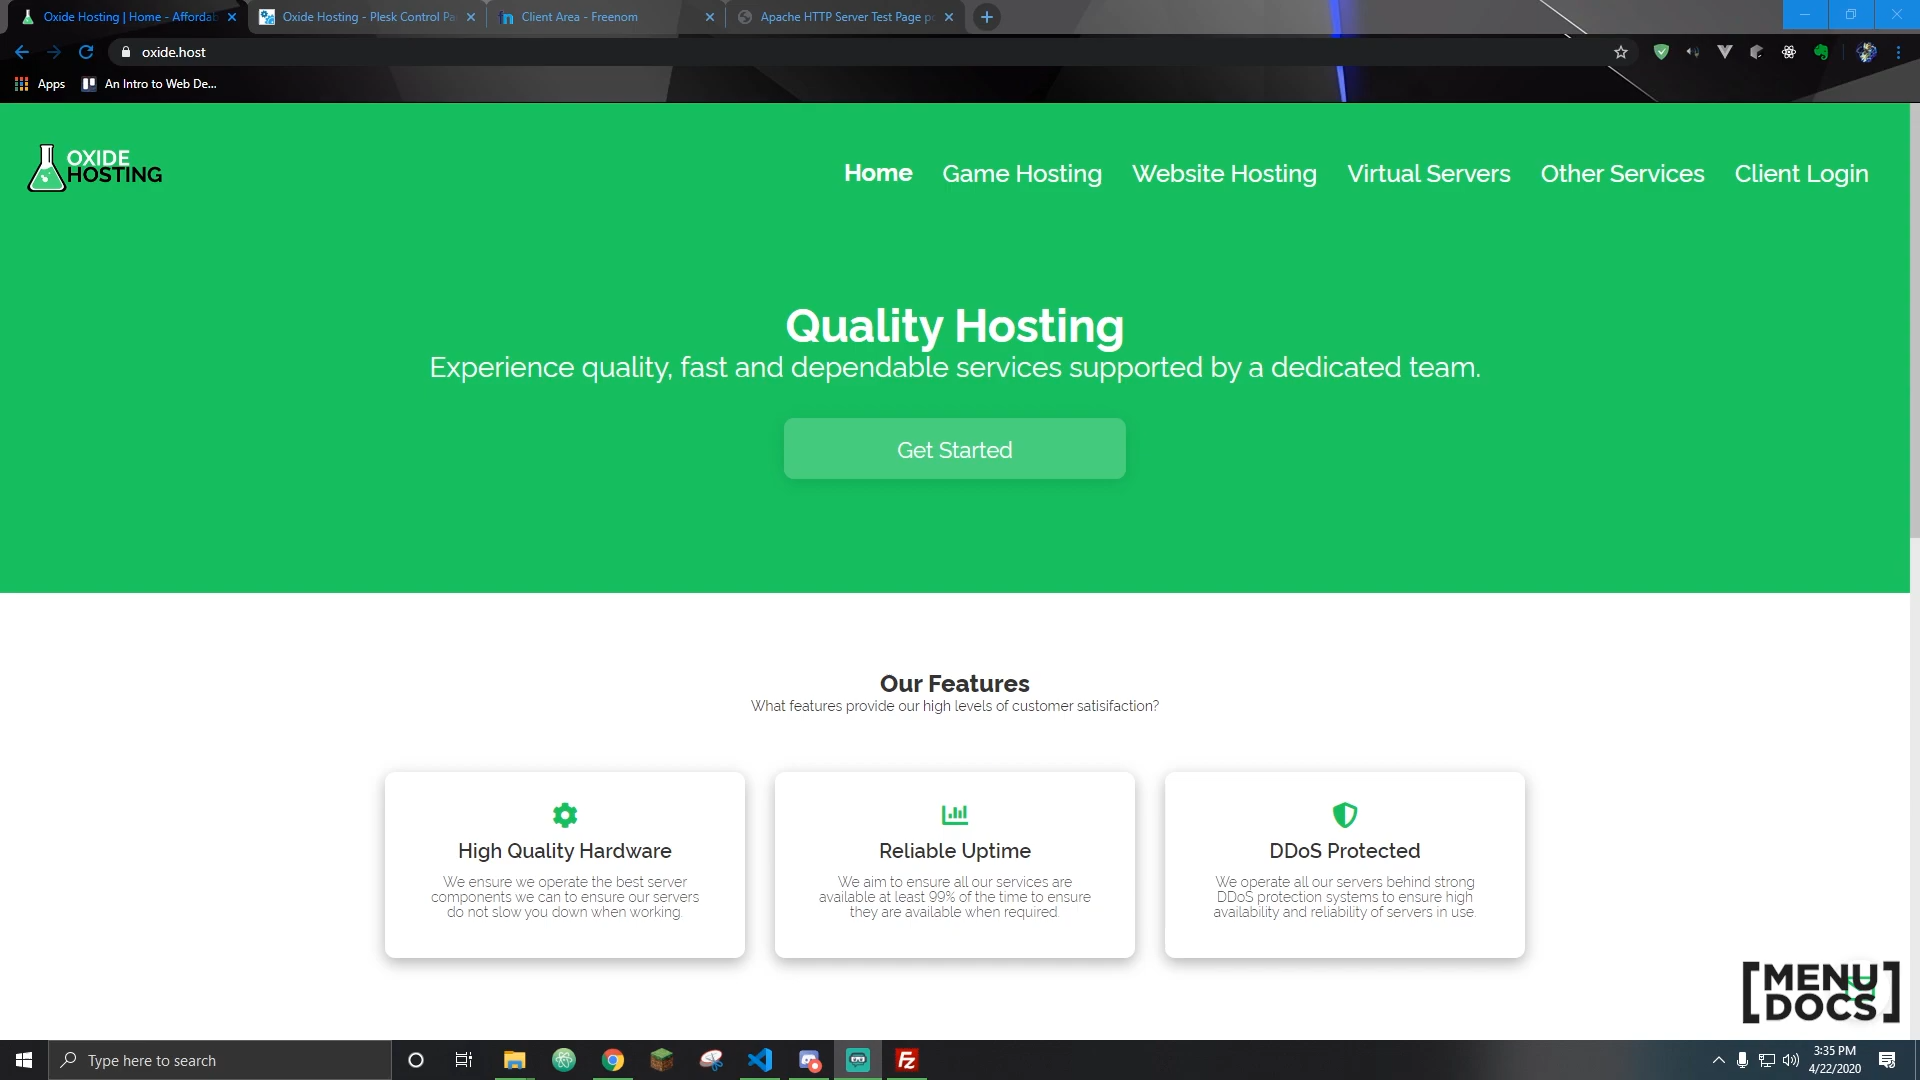 Oxide Hosting | Home - Affordab
Oxide Hosting - Plesk Control Pa
Client Area - Freenom
Apache HTTP Server Test Page po
oxide.host
Apps
An Intro to Web De...
OXIDE
HOSTING
Home
Game Hosting
Website Hosting
Virtual Servers
Other Services
Client Login
Quality Hosting
Experience quality, fast and dependable services supported by a dedicated team.
Get Started
Our Features
What features provide our high levels of customer satisifaction?
High Quality Hardware
We ensure we operate the best server
components we can to ensure our servers
do not slow you down when working.
Reliable Uptime
We aim to ensure all our services are
available at least 99% of the time to ensure
they are available when required.
DDoS Protected
We operate all our servers behind strong
DDoS protection systems to ensure high
availability and reliability of servers in use.
[MENU
DOCS]
Type here to search
3:35 PM
4/22/2020